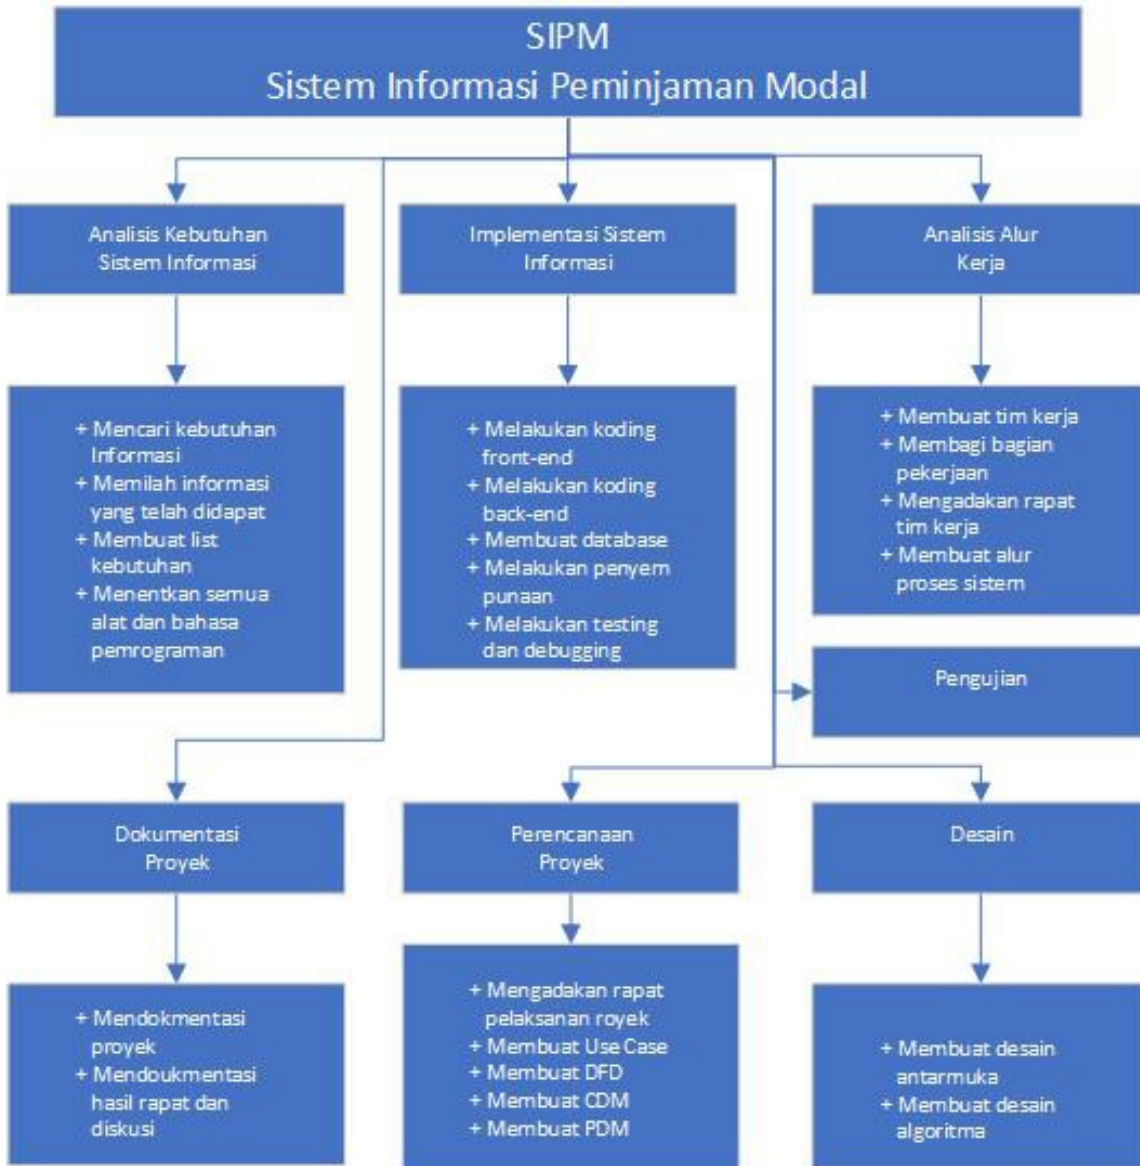 SIPM
Sistem Informasi Peminjaman Modal
Analisis Kebutuhan
Sistem Informasi
Implementasi Sistem
Informasi
Analisis Alur
Kerja
+ Mencari kebutuhan
Informasi
+ Memilah informasi
yang telah didapat
+ Membuat list
kebutuhan
+ Menentkan semua
alat dan bahasa
pemrograman
+ Melakukan koding
front-end
+ Melakukan koding
back-end
+ Membuat database
+ Melakukan penyem
punaan
+ Melakukan testing
dan debugging
+ Membuat tim kerja
+ Membagi bagian
pekerjaan
+ Mengadakan rapat
tim kerja
+ Membuat alur
proses sistem
Pengujian
Dokumentasi
Proyek
Perencanaan
Proyek
Desain
+ Mendokmentasi
proyek
+ Mendoukmentasi
hasil rapat dan
diskusi
+ Mengadakan rapat
pelaksanan royek
+ Membuat Use Case
+ Membuat DFD
+ Membuat CDM
+ Membuat PDM
+ Membuat desain
antarmuka
+ Membuat desain
algoritma